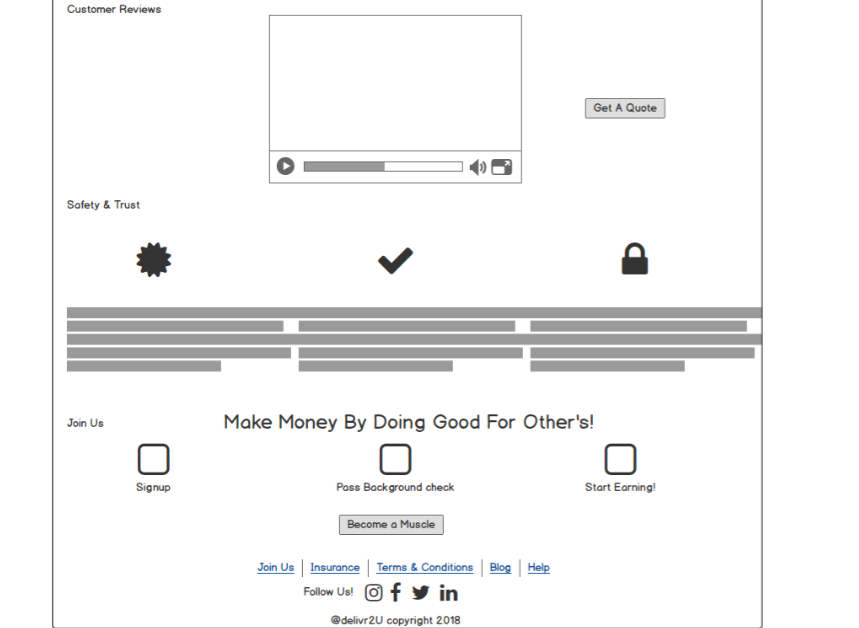 Customer Reviews
Get A Quote
Safety & Trust
Join Us
Make Money By Doing Good For Other's!
Signup
Pass Background check
Start Earning!
Become a Muscle
Join Us Insurance Terms & Conditions Blog Help
Follow Us!
@delivr2U copyright 2018